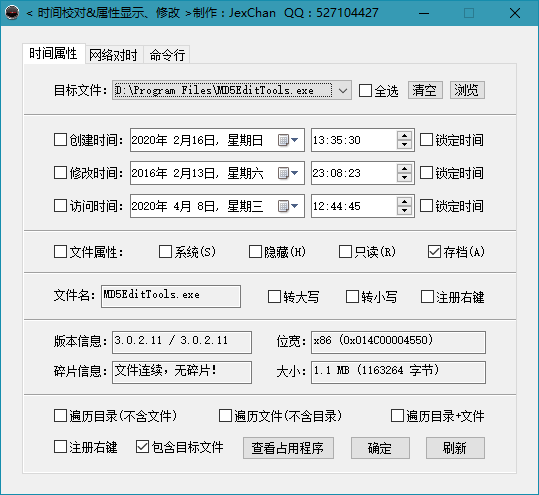 < 时间校对&属性显示、修改 >制作：JexChan QQ：527104427
时间属性 网络对时 命令行
目标文件： D:\Program Files\MD5EditTools.exe 全选 清空 浏览
创建时间： 2020年 2月16日, 星期日 13:35:30 锁定时间
修改时间： 2016年 2月13日, 星期六 23:08:23 锁定时间
访问时间： 2020年 4月 8日, 星期三 12:44:45 锁定时间
文件属性： 系统(S) 隐藏(H) 只读(R) 存档(A)
文件名： MD5EditTools.exe 转大写 转小写 注册右键
版本信息： 3.0.2.11 / 3.0.2.11 位宽： x86 (0x014C00004550)
碎片信息： 文件连续，无碎片! 大小： 1.1 MB (1163264 字节)
遍历目录(不含文件) 遍历文件(不含目录) 遍历目录+文件
注册右键 包含目标文件 查看占用程序 确定 刷新